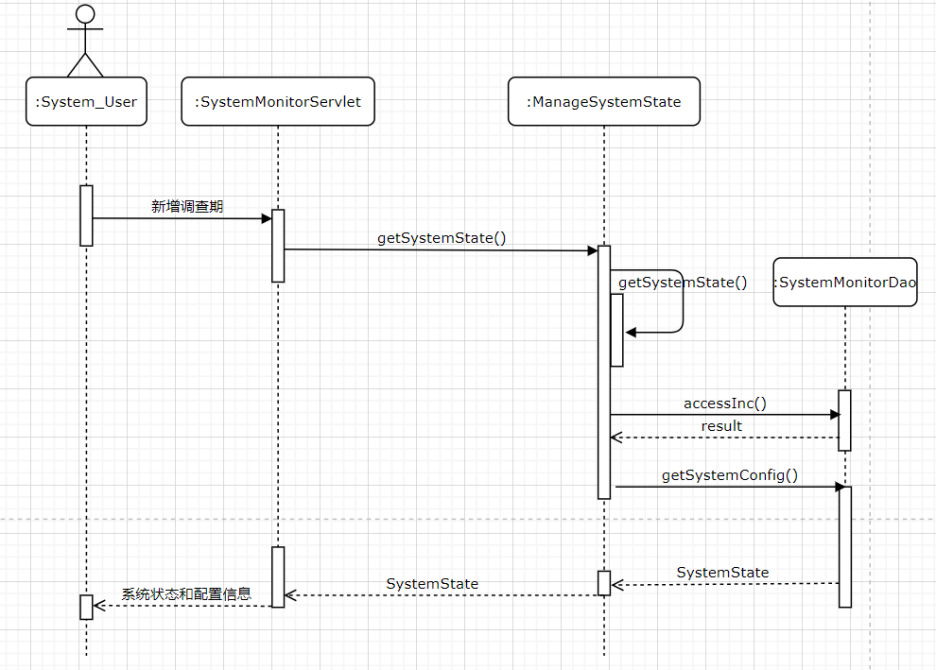 :System_User
:SystemMonitorServlet
:ManageSystemState
新增调查期
getSystemState()
getSystemState()
:SystemMonitorDao
accessInc()
result
getSystemConfig()
SystemState
SystemState
系统状态和配置信息